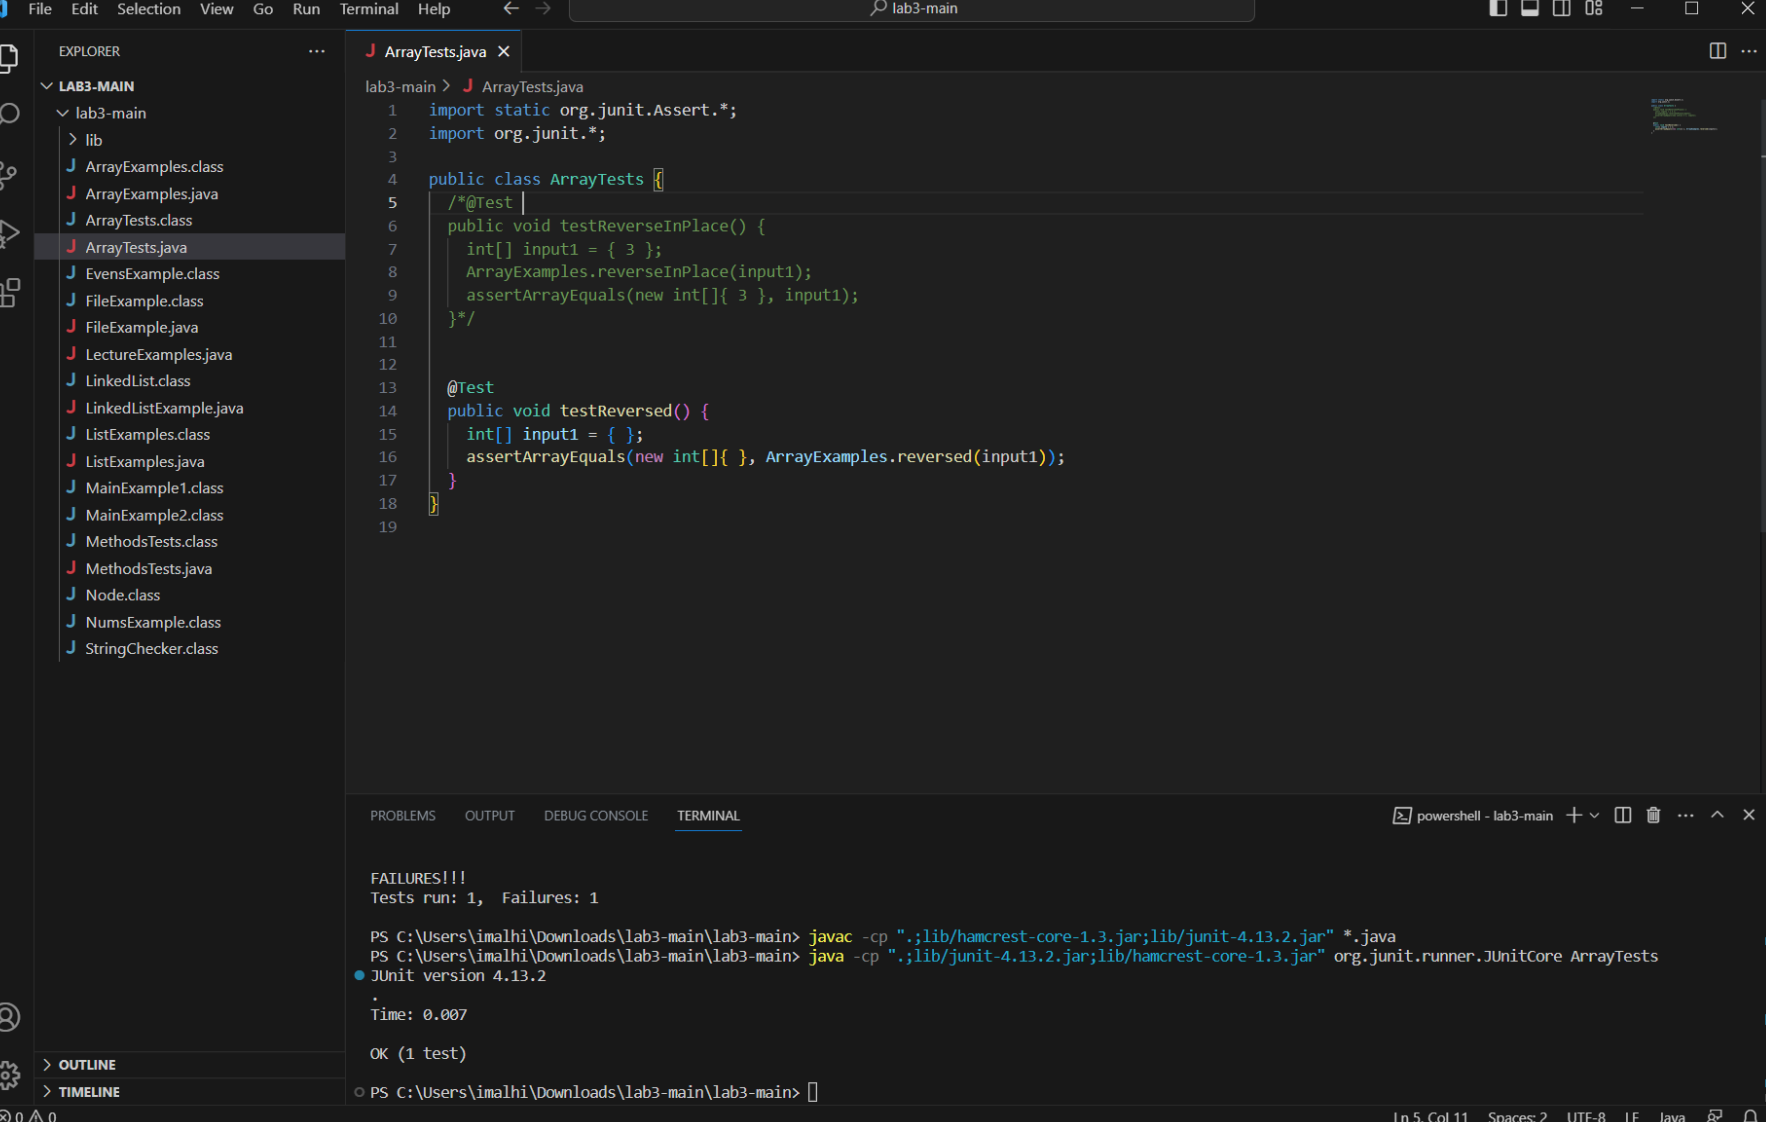 File Edit Selection View Go Run Terminal Help
lab3-main
EXPLORER
LAB3-MAIN
lab3-main
lib
ArrayExamples.class
ArrayExamples.java
ArrayTests.class
ArrayTests.java
EvensExample.class
FileExample.class
FileExample.java
LectureExamples.java
LinkedList.class
LinkedListExample.java
ListExamples.class
ListExamples.java
MainExample1.class
MainExample2.class
MethodsTests.class
MethodsTests.java
Node.class
NumsExample.class
StringChecker.class
OUTLINE
TIMELINE
ArrayTests.java
lab3-main > ArrayTests.java
1 import static org.junit.Assert.*;
2 import org.junit.*;
3
4 public class ArrayTests {
5 /*@Test
6 public void testReverseInPlace() {
7 int[] input1 = { 3 };
8 ArrayExamples.reverseInPlace(input1);
9 assertArrayEquals(new int[]{ 3 }, input1);
10 }*/
11
12
13 @Test
14 public void testReversed() {
15 int[] input1 = { };
16 assertArrayEquals(new int[]{ }, ArrayExamples.reversed(input1));
17 }
18 }
19
PROBLEMS OUTPUT DEBUG CONSOLE TERMINAL
powershell - lab3-main
FAILURES!!!
Tests run: 1,  Failures: 1
PS C:\Users\imalhi\Downloads\lab3-main\lab3-main> javac -cp ".;lib/hamcrest-core-1.3.jar;lib/junit-4.13.2.jar" *.java
PS C:\Users\imalhi\Downloads\lab3-main\lab3-main> java -cp ".;lib/junit-4.13.2.jar;lib/hamcrest-core-1.3.jar" org.junit.runner.JUnitCore ArrayTests
JUnit version 4.13.2
.
Time: 0.007
OK (1 test)
PS C:\Users\imalhi\Downloads\lab3-main\lab3-main>
0 0
Ln 5, Col 11 Spaces: 2 UTF-8 LF Java